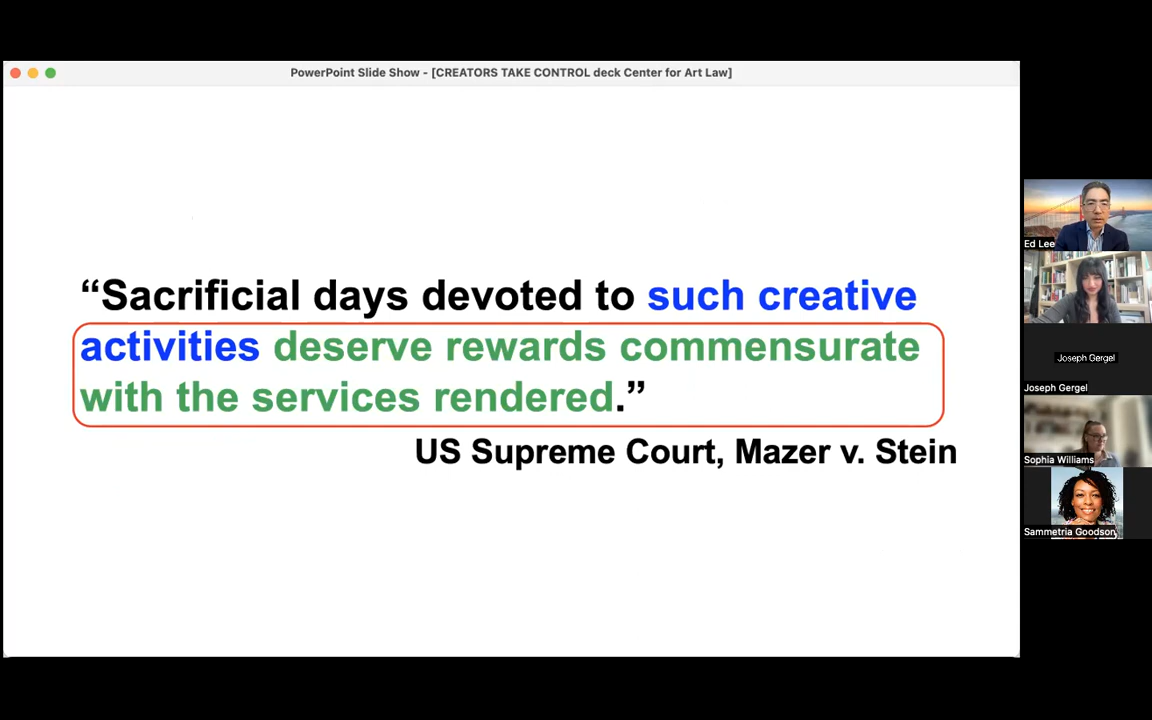 PowerPoint Slide Show - [CREATORS TAKE CONTROL deck Center for Art Law]
“Sacrificial days devoted to such creative
activities deserve rewards commensurate
with the services rendered.”
US Supreme Court, Mazer v. Stein
Ed Lee
Joseph Gergel
Joseph Gergel
Sophia Williams
Sammetria Goodson